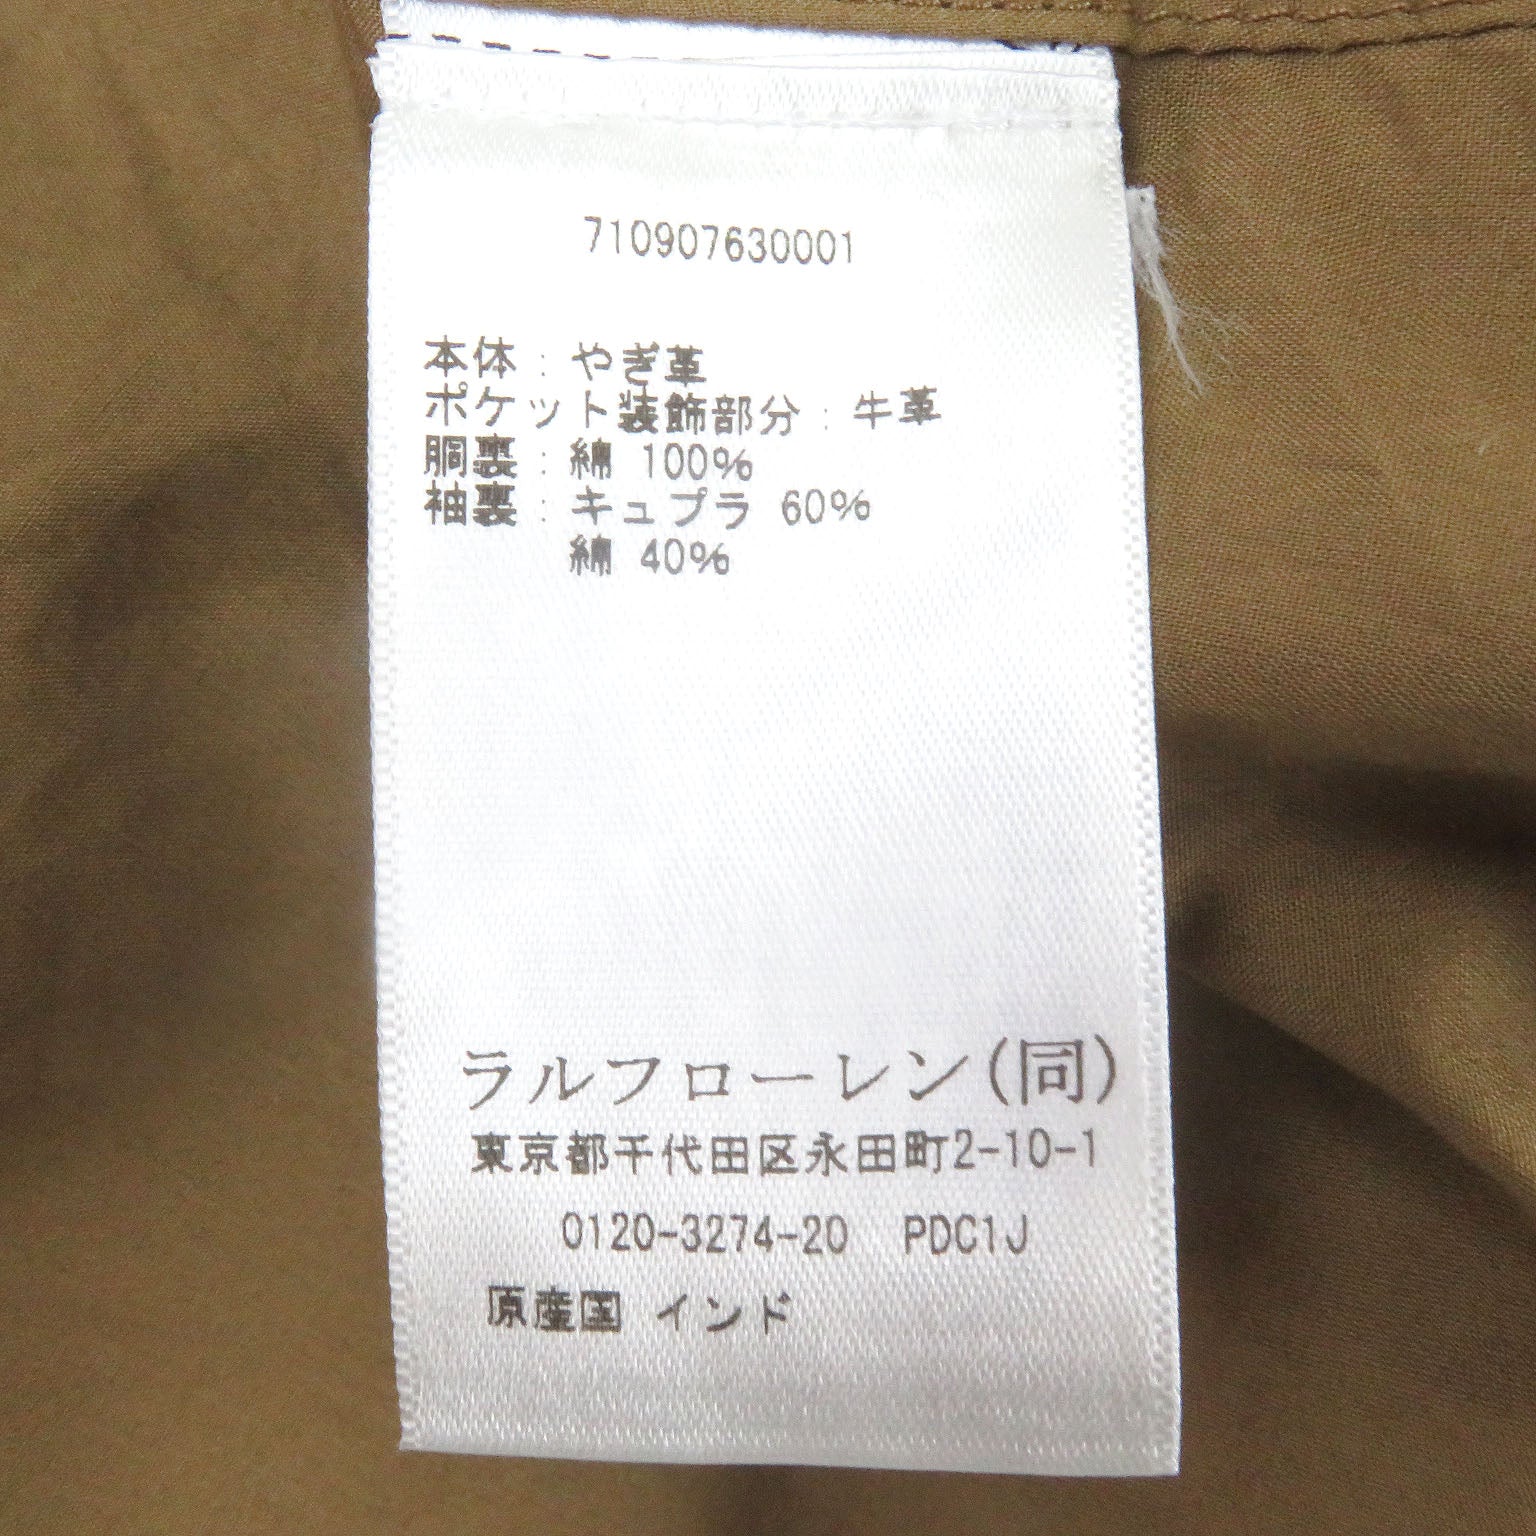 710907630001
本体 : やぎ革
ポケット装飾部分 : 牛革
胴裏 : 綿 100%
袖裏 : キュプラ 60%
綿 40%
ラルフローレン(同)
東京都千代田区永田町2-10-1
0120-3274-20 PDC1J
原産国 インド